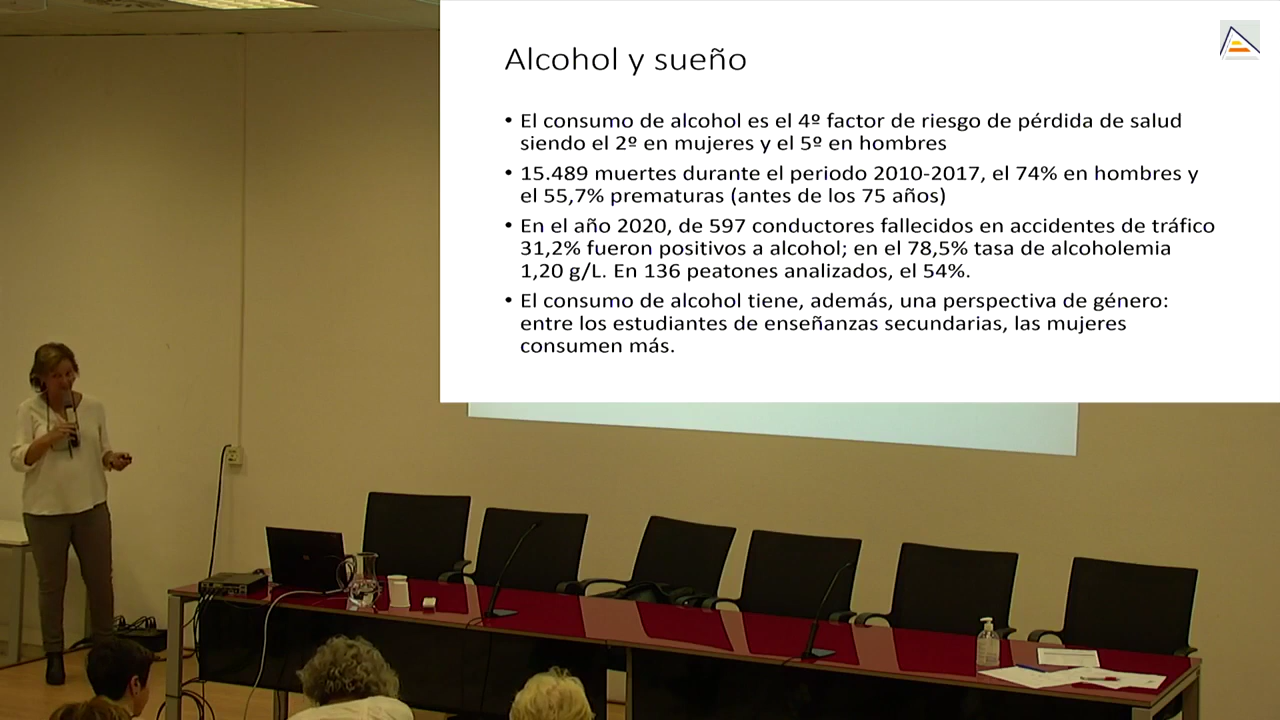 Alcohol y sueño
• El consumo de alcohol es el 4º factor de riesgo de pérdida de salud
siendo el 2º en mujeres y el 5º en hombres
• 15.489 muertes durante el periodo 2010-2017, el 74% en hombres y
el 55,7% prematuras (antes de los 75 años)
• En el año 2020, de 597 conductores fallecidos en accidentes de tráfico
31,2% fueron positivos a alcohol; en el 78,5% tasa de alcoholemia
1,20 g/L. En 136 peatones analizados, el 54%.
• El consumo de alcohol tiene, además, una perspectiva de género:
entre los estudiantes de enseñanzas secundarias, las mujeres
consumen más.